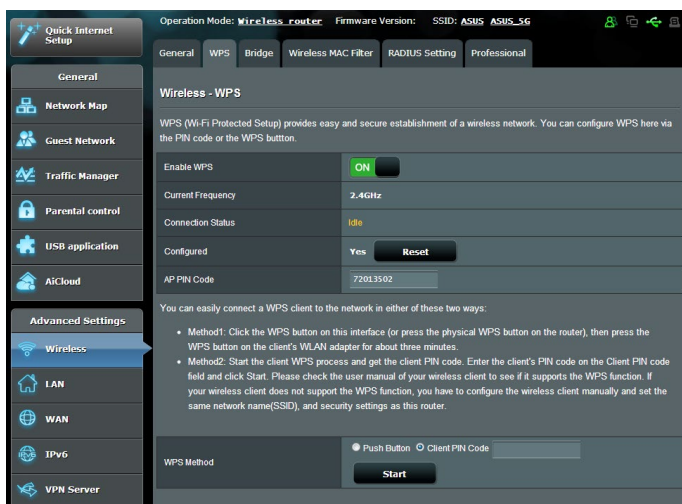 Quick Internet
Setup
Operation Mode: Wireless router Firmware Version: SSID: ASUS ASUS_5G
General WPS Bridge Wireless MAC Filter RADIUS Setting Professional
General
Network Map
Guest Network
Traffic Manager
Parental control
USB application
AiCloud
Advanced Settings
Wireless
LAN
WAN
IPv6
VPN Server
Wireless - WPS
WPS (Wi-Fi Protected Setup) provides easy and secure establishment of a wireless network. You can configure WPS here via
the PIN code or the WPS buttton.
Enable WPS ON
Current Frequency 2.4GHz
Connection Status Idle
Configured Yes Reset
AP PIN Code 72013502
You can easily connect a WPS client to the network in either of these two ways:
• Method1: Click the WPS button on this interface (or press the physical WPS button on the router), then press the
WPS button on the client's WLAN adapter for about three minutes.
• Method2: Start the client WPS process and get the client PIN code. Enter the client's PIN code on the Client PIN code
field and click Start. Please check the user manual of your wireless client to see if it supports the WPS function. If
your wireless client does not support the WPS function, you have to configure the wireless client manually and set the
same network name(SSID), and security settings as this router.
WPS Method Push Button Client PIN Code
Start